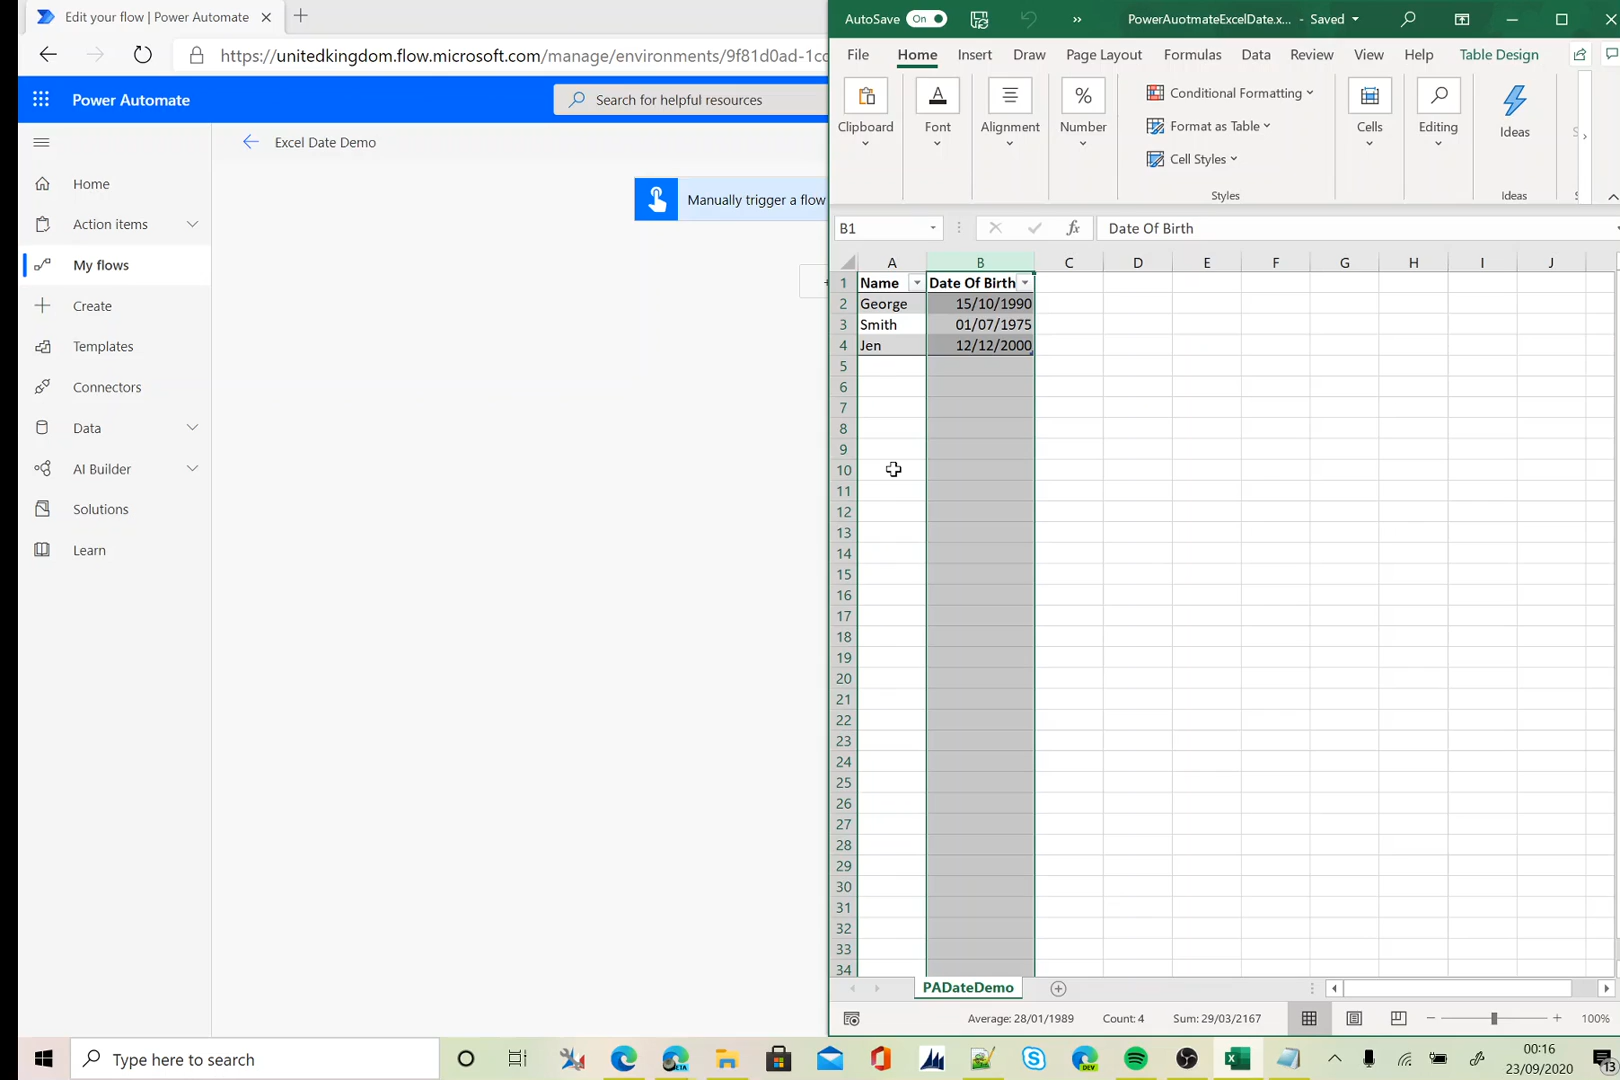 Edit your flow | Power Automate
https://unitedkingdom.flow.microsoft.com/manage/environments/9f81d0ad-1cc
Power Automate
Search for helpful resources
Excel Date Demo
Manually trigger a flow
Home
Action items
My flows
Create
Templates
Connectors
Data
AI Builder
Solutions
Learn
AutoSave On
PowerAuotmateExcelDate.x... - Saved
File Home Insert Draw Page Layout Formulas Data Review View Help Table Design
Clipboard
Font
Alignment
Number
Conditional Formatting
Format as Table
Cell Styles
Styles
Cells
Editing
Ideas
Ideas
B1
fx
Date Of Birth
A B C D E F G H I J
1 Name Date Of Birth
2 George 15/10/1990
3 Smith 01/07/1975
4 Jen 12/12/2000
5
6
7
8
9
10
11
12
13
14
15
16
17
18
19
20
21
22
23
24
25
26
27
28
29
30
31
32
33
34
PADateDemo
Average: 28/01/1989 Count: 4 Sum: 29/03/2167
100%
Type here to search
BETA
DEV
00:16
23/09/2020
13